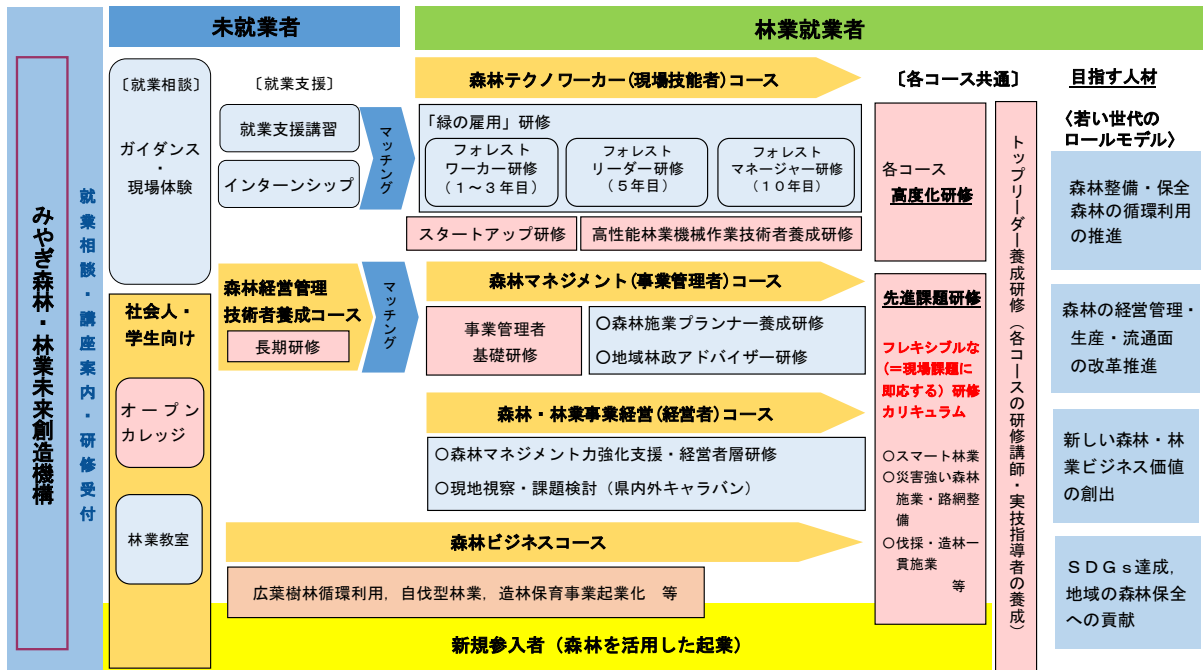 みやぎ森林・林業未来創造機構
就業相談・講座案内・研修受付
未就業者
林業就業者
〔就業相談〕
ガイダンス
・
現場体験
〔就業支援〕
就業支援講習
インターンシップ
マッチング
森林テクノワーカー(現場技能者)コース
「緑の雇用」研修
フォレスト
ワーカー研修
(1～3年目)
フォレスト
リーダー研修
(5年目)
フォレスト
マネージャー研修
(10年目)
スタートアップ研修
高性能林業機械作業技術者養成研修
社会人・
学生向け
オープン
カレッジ
林業教室
森林経営管理
技術者養成コース
長期研修
マッチング
森林マネジメント(事業管理者)コース
事業管理者
基礎研修
○森林施業プランナー養成研修
○地域林政アドバイザー研修
森林・林業事業経営(経営者)コース
○森林マネジメント力強化支援・経営者層研修
○現地視察・課題検討（県内外キャラバン）
森林ビジネスコース
広葉樹林循環利用，自伐型林業，造林保育事業起業化　等
新規参入者（森林を活用した起業）
〔各コース共通〕
各コース
高度化研修
先進課題研修
フレキシブルな
(＝現場課題に
即応する) 研修
カリキュラム
○スマート林業
○災害強い森林
施業・路網整
備
○伐採・造林一
貫施業
等
トップリーダー養成研修（各コースの研修講師・実技指導者の養成）
目指す人材
〈若い世代の
ロールモデル〉
森林整備・保全
森林の循環利用
の推進
森林の経営管理・
生産・流通面
の改革推進
新しい森林・林
業ビジネス価値
の創出
ＳＤＧｓ達成，
地域の森林保全
への貢献